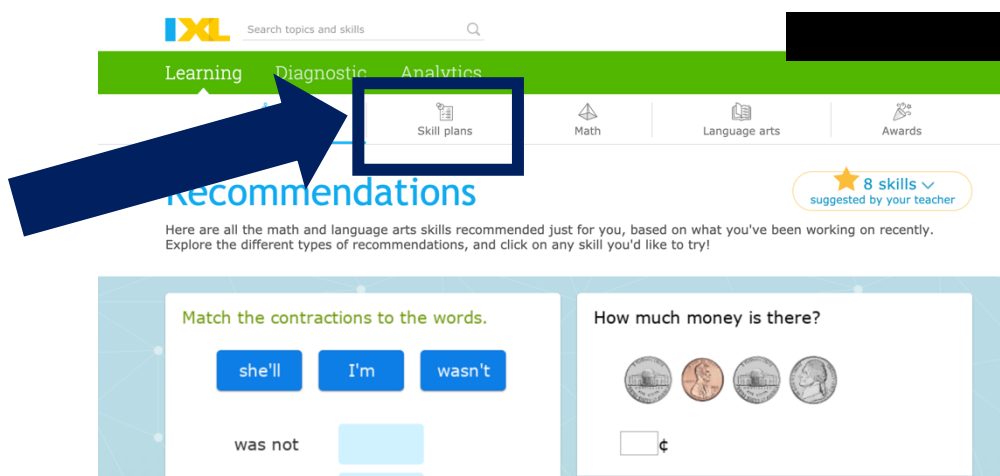 IXL
Search topics and skills
Learning Diagnostic Analytics
Skill plans Math Language arts Awards
Recommendations
8 skills
suggested by your teacher
Here are all the math and language arts skills recommended just for you, based on what you've been working on recently.
Explore the different types of recommendations, and click on any skill you'd like to try!
Match the contractions to the words.
she'll I'm wasn't
was not
How much money is there?
¢